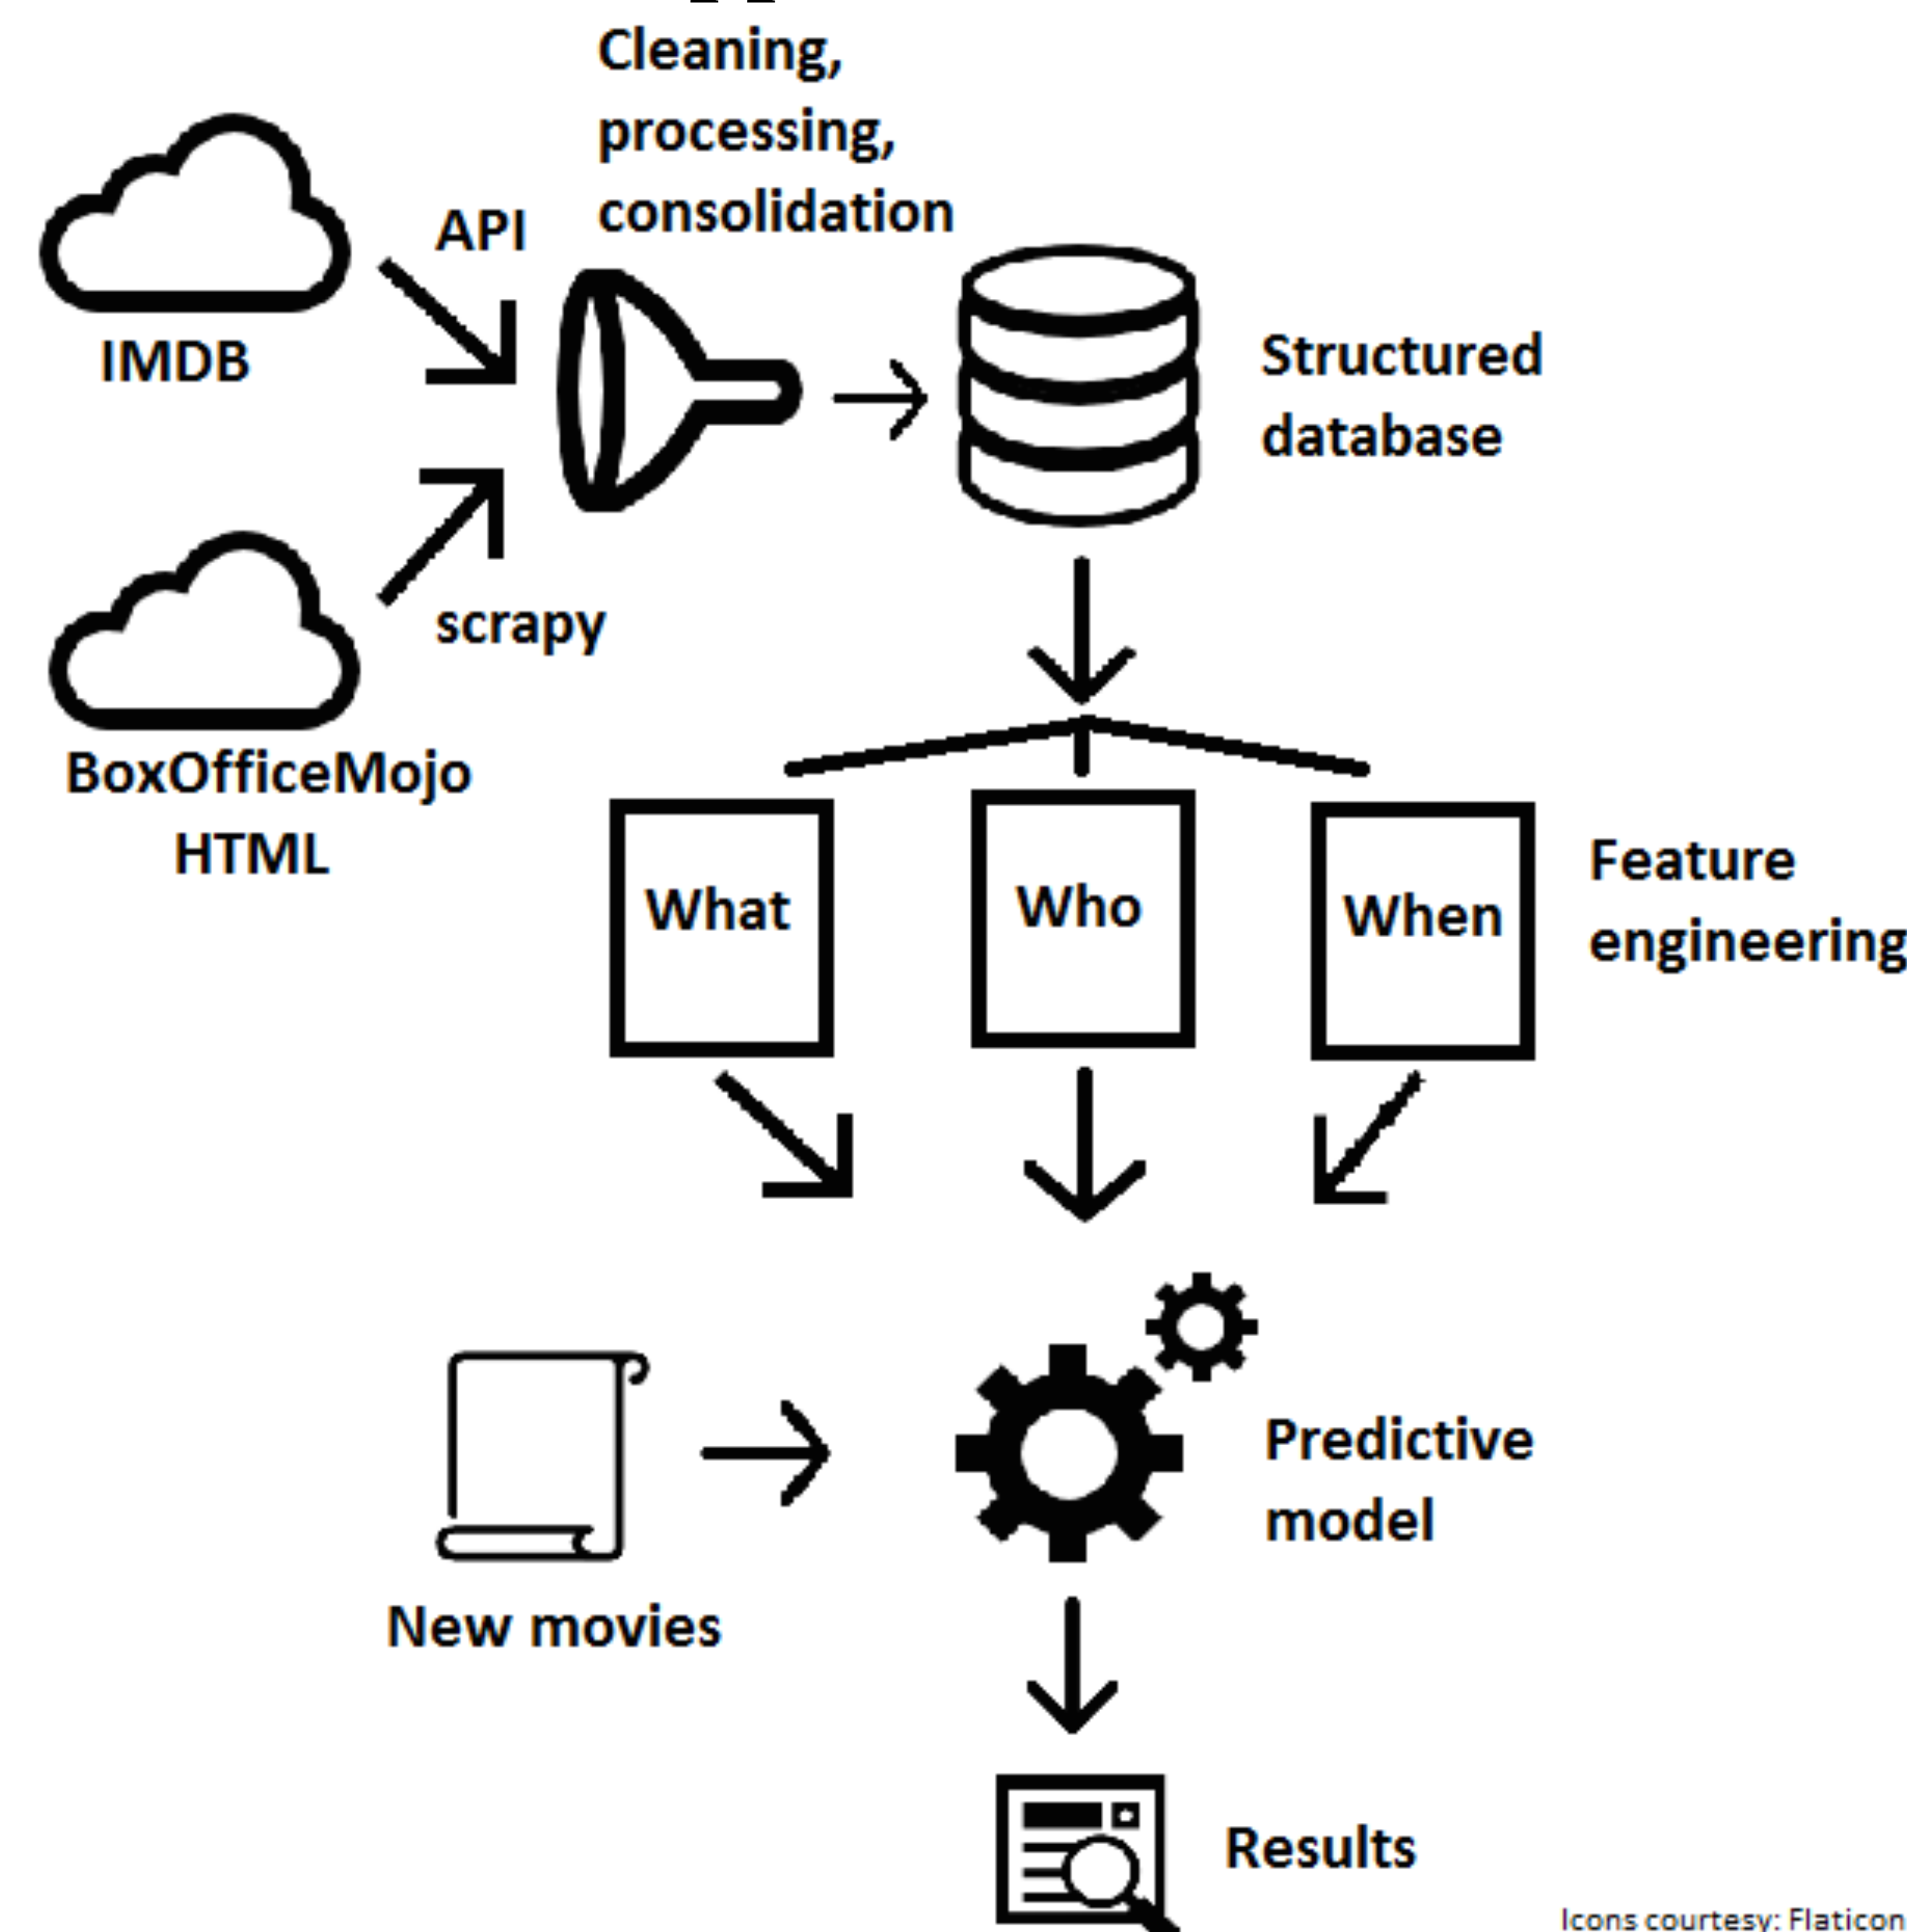 Cleaning,
processing,
consolidation
API
IMDB
Structured
database
scrapy
BoxOfficeMojo
HTML
What
Who
When
Feature
engineering
Predictive
model
New movies
Results
Icons courtesy: Flaticon